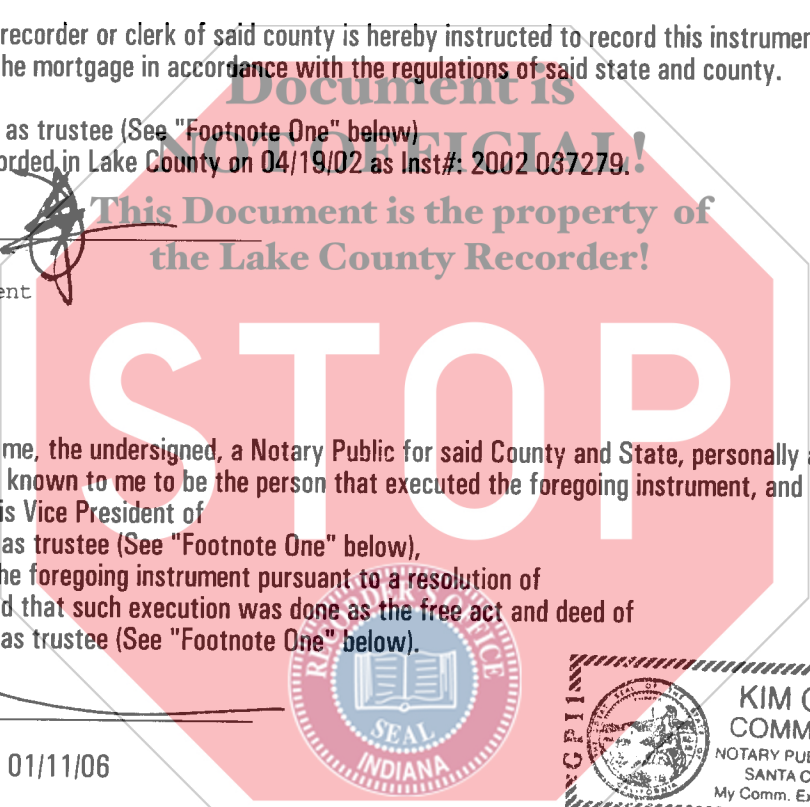 recorder or clerk of said county is hereby instructed to record this instrumen
he mortgage in accordance with the regulations of said state and county.
Document is
as trustee (See "Footnote One" below)
NOT OFFICIAL!
orded in Lake County on 04/19/02 as Inst#: 2002 037279.
This Document is the property of
the Lake County Recorder!
ent
STOP
me, the undersigned, a Notary Public for said County and State, personally a
known to me to be the person that executed the foregoing instrument, and
is Vice President of
as trustee (See "Footnote One" below),
he foregoing instrument pursuant to a resolution of
d that such execution was done as the free act and deed of
as trustee (See "Footnote One" below).
RECORDER'S OFFICE
SEAL
INDIANA
01/11/06
GPI1
KIM
COMM
NOTARY PUB
SANTA C
My Comm. Ex